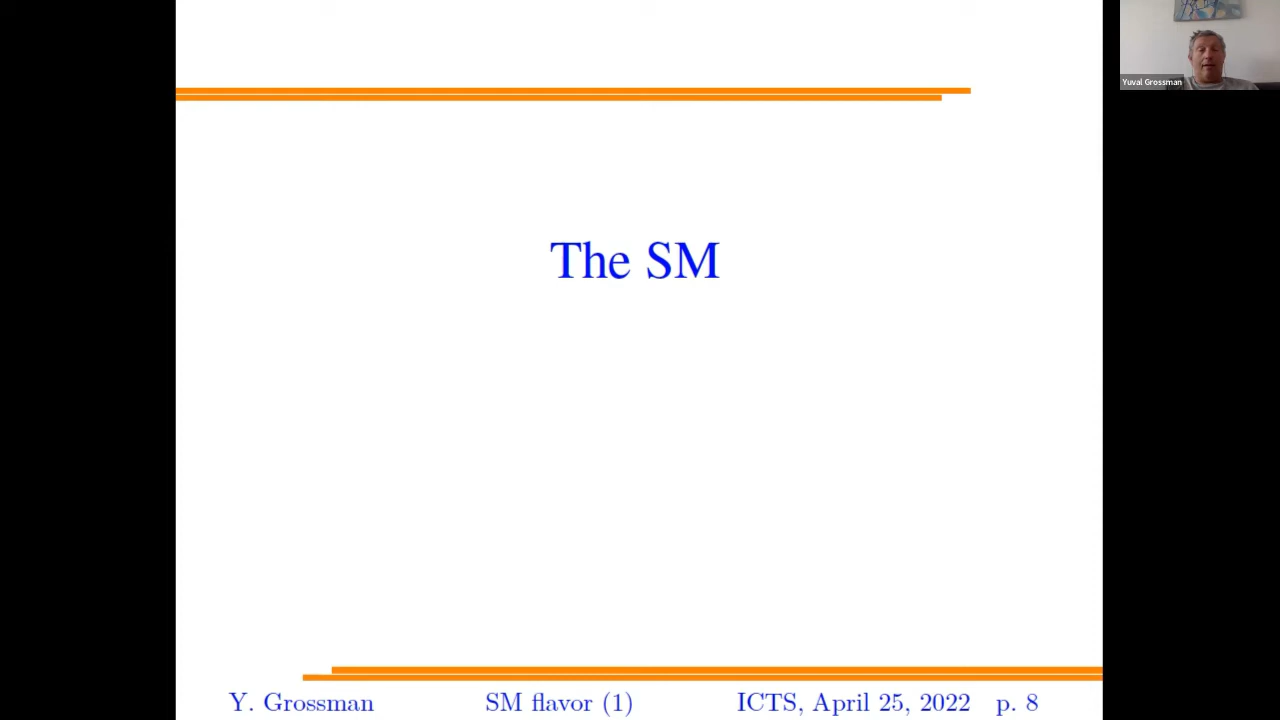 Yuval Grossman
The SM
Y. Grossman SM flavor (1) ICTS, April 25, 2022 p. 8